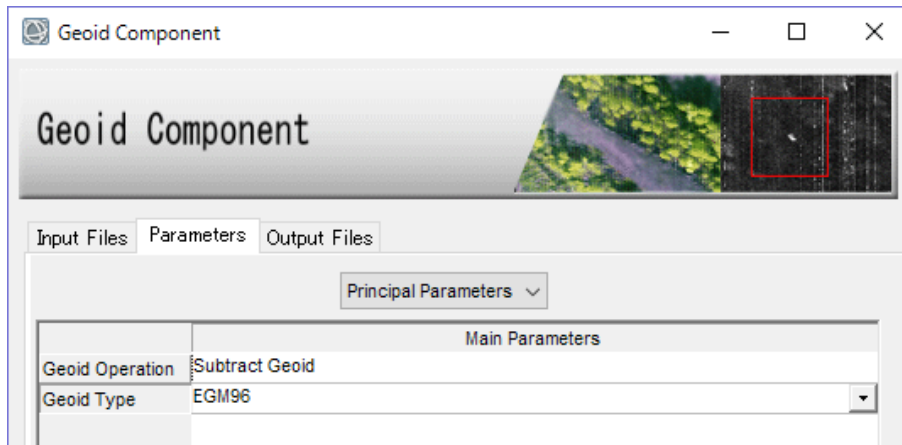 Geoid Component
Geoid Component
Input Files Parameters Output Files
Principal Parameters
Main Parameters
Geoid Operation Subtract Geoid
Geoid Type EGM96